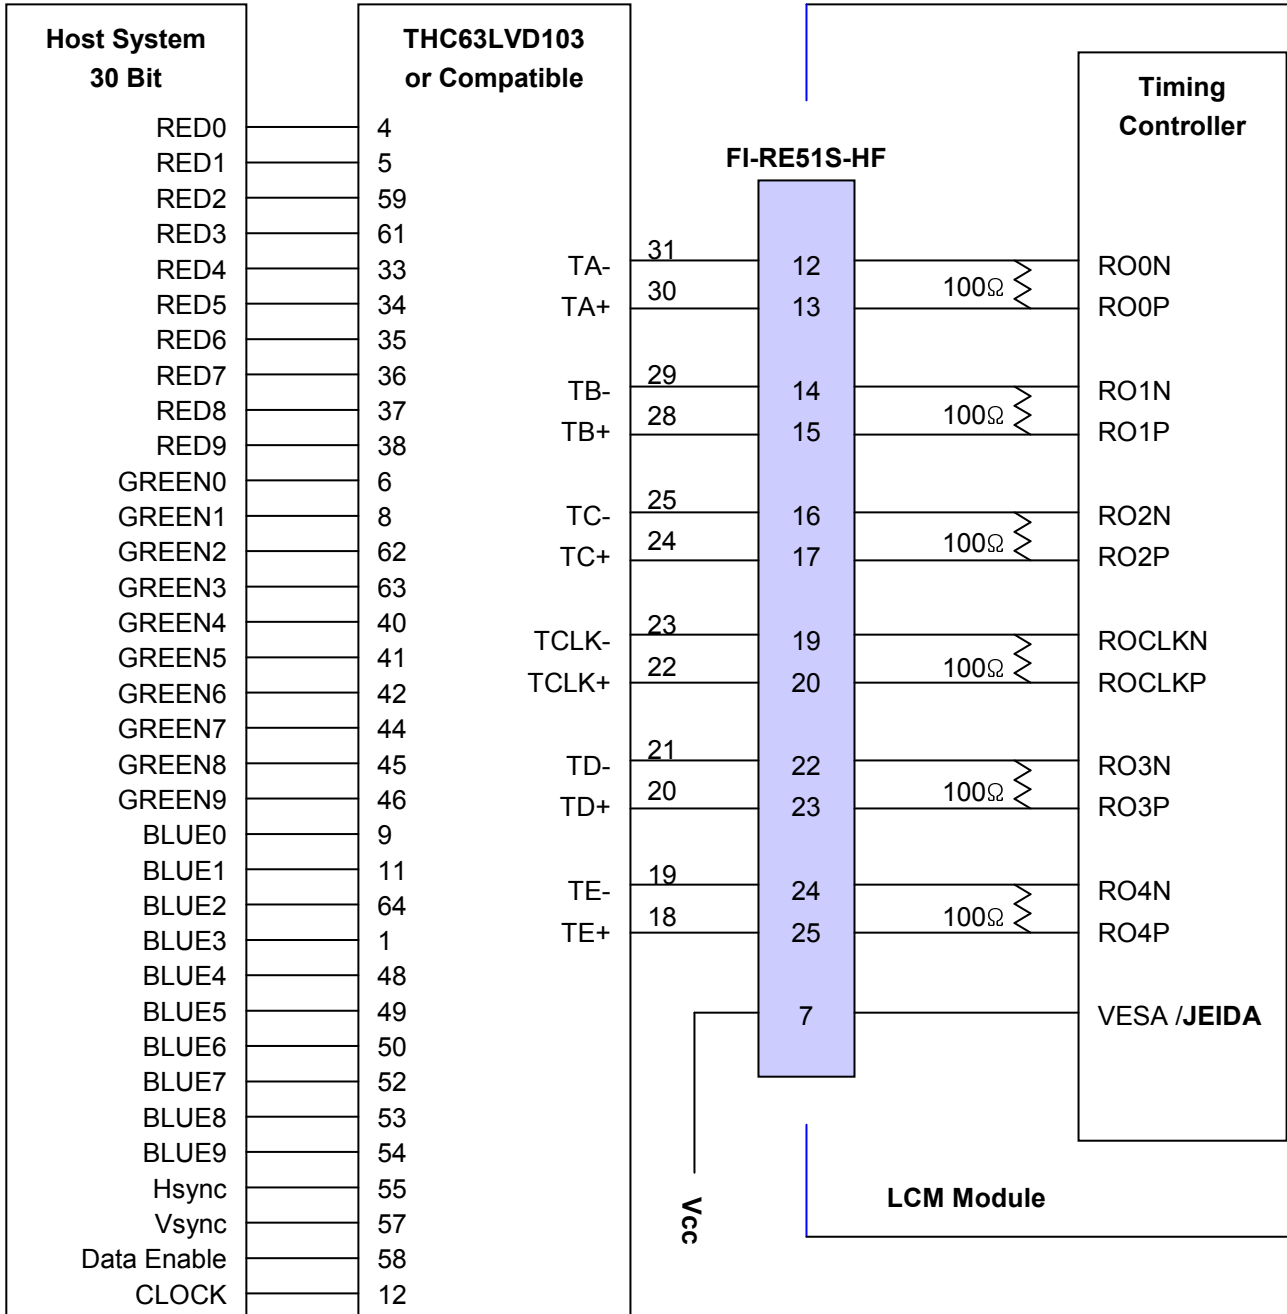 Host System
30 Bit
THC63LVD103
or Compatible
Timing
Controller
FI-RE51S-HF
RED0 4
RED1 5
RED2 59
RED3 61
RED4 33
RED5 34
RED6 35
RED7 36
RED8 37
RED9 38
GREEN0 6
GREEN1 8
GREEN2 62
GREEN3 63
GREEN4 40
GREEN5 41
GREEN6 42
GREEN7 44
GREEN8 45
GREEN9 46
BLUE0 9
BLUE1 11
BLUE2 64
BLUE3 1
BLUE4 48
BLUE5 49
BLUE6 50
BLUE7 52
BLUE8 53
BLUE9 54
Hsync 55
Vsync 57
Data Enable 58
CLOCK 12
TA- 31 12 RO0N
100Ω
TA+ 30 13 RO0P
TB- 29 14 RO1N
100Ω
TB+ 28 15 RO1P
TC- 25 16 RO2N
100Ω
TC+ 24 17 RO2P
TCLK- 23 19 ROCLKN
100Ω
TCLK+ 22 20 ROCLKP
TD- 21 22 RO3N
100Ω
TD+ 20 23 RO3P
TE- 19 24 RO4N
100Ω
TE+ 18 25 RO4P
7 VESA /JEIDA
Vcc
LCM Module